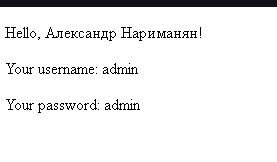 Hello, Александр Нариманян!
Your username: admin
Your password: admin